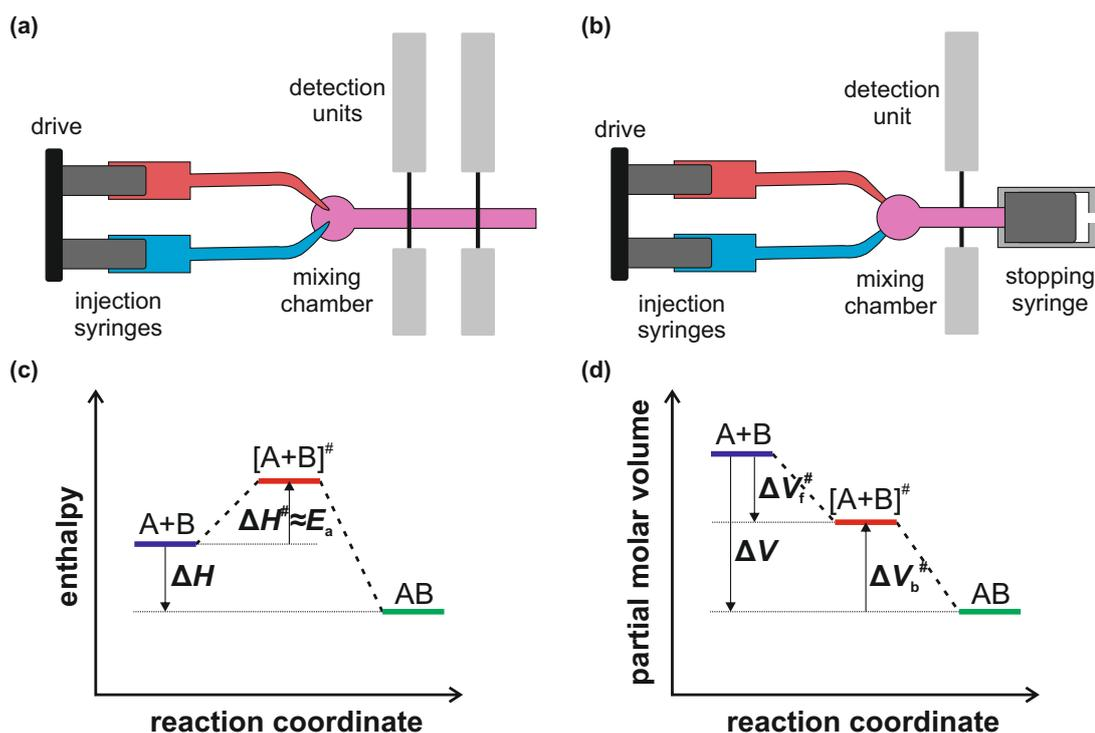 (a)
drive
detection
units
injection
syringes
mixing
chamber
(b)
drive
detection
unit
injection
syringes
mixing
chamber
stopping
syringe
(c)
enthalpy
A+B
[A+B]#
ΔH#≈Ea
ΔH
AB
reaction coordinate
(d)
partial molar volume
A+B
ΔVf#
[A+B]#
ΔV
ΔVb#
AB
reaction coordinate